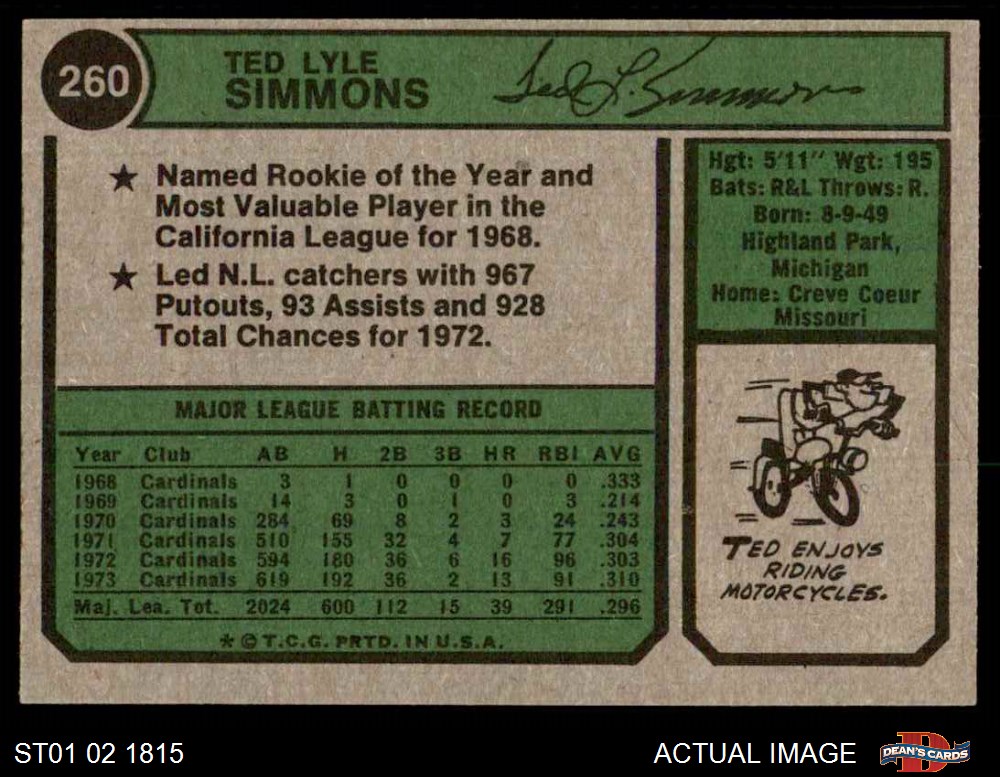 260
TED LYLE
SIMMONS
Ted L. Simmons
★ Named Rookie of the Year and
Most Valuable Player in the
California League for 1968.
★ Led N.L. catchers with 967
Putouts, 93 Assists and 928
Total Chances for 1972.
Hgt: 5'11" Wgt: 195
Bats: R&L Throws: R.
Born: 8-9-49
Highland Park,
Michigan
Home: Creve Coeur
Missouri
MAJOR LEAGUE BATTING RECORD
Year Club AB H 2B 3B HR RBI AVG
1968 Cardinals 3 1 0 0 0 0 .333
1969 Cardinals 14 3 0 1 0 3 .214
1970 Cardinals 284 69 8 2 3 24 .243
1971 Cardinals 510 155 32 4 7 77 .304
1972 Cardinals 594 180 36 6 16 96 .303
1973 Cardinals 619 192 36 2 13 91 .310
Maj. Lea. Tot. 2024 600 112 15 39 291 .296
* © T.C.G. PRTD. IN U.S.A.
TED ENJOYS
RIDING
MOTORCYCLES.
ST01 02 1815
ACTUAL IMAGE
D
DEAN'S CARDS